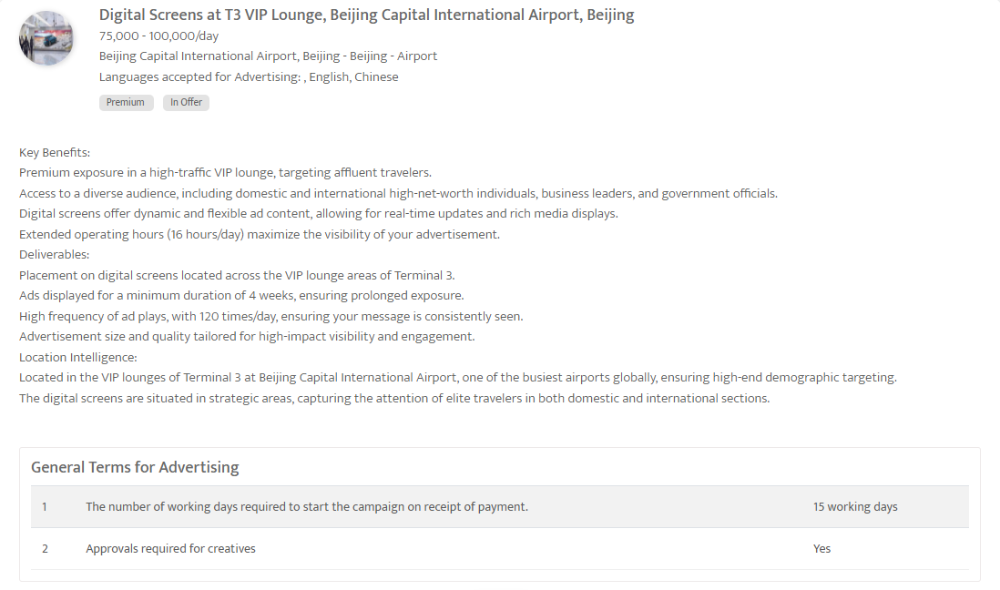 Digital Screens at T3 VIP Lounge, Beijing Capital International Airport, Beijing
75,000 - 100,000/day
Beijing Capital International Airport, Beijing - Beijing - Airport
Languages accepted for Advertising: , English, Chinese
Premium In Offer
Key Benefits:
Premium exposure in a high-traffic VIP lounge, targeting affluent travelers.
Access to a diverse audience, including domestic and international high-net-worth individuals, business leaders, and government officials.
Digital screens offer dynamic and flexible ad content, allowing for real-time updates and rich media displays.
Extended operating hours (16 hours/day) maximize the visibility of your advertisement.
Deliverables:
Placement on digital screens located across the VIP lounge areas of Terminal 3.
Ads displayed for a minimum duration of 4 weeks, ensuring prolonged exposure.
High frequency of ad plays, with 120 times/day, ensuring your message is consistently seen.
Advertisement size and quality tailored for high-impact visibility and engagement.
Location Intelligence:
Located in the VIP lounges of Terminal 3 at Beijing Capital International Airport, one of the busiest airports globally, ensuring high-end demographic targeting.
The digital screens are situated in strategic areas, capturing the attention of elite travelers in both domestic and international sections.
General Terms for Advertising
1 The number of working days required to start the campaign on receipt of payment. 15 working days
2 Approvals required for creatives Yes